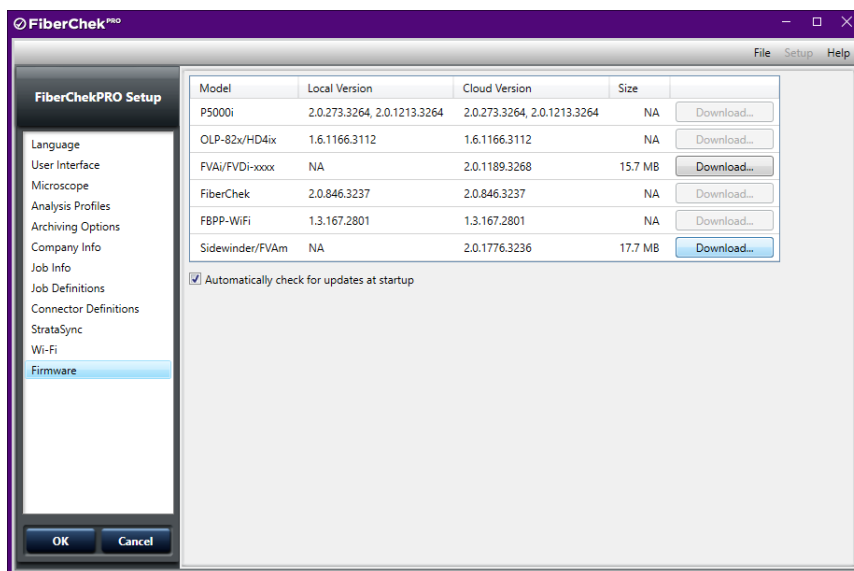 FiberChek PRO
File Setup Help
FiberChekPRO Setup
Language
User Interface
Microscope
Analysis Profiles
Archiving Options
Company Info
Job Info
Job Definitions
Connector Definitions
StrataSync
Wi-Fi
Firmware
OK Cancel
Model Local Version Cloud Version Size
P5000i 2.0.273.3264, 2.0.1213.3264 2.0.273.3264, 2.0.1213.3264 NA Download...
OLP-82x/HD4ix 1.6.1166.3112 1.6.1166.3112 NA Download...
FVAi/FVDi-xxxx NA 2.0.1189.3268 15.7 MB Download...
FiberChek 2.0.846.3237 2.0.846.3237 NA Download...
FBPP-WiFi 1.3.167.2801 1.3.167.2801 NA Download...
Sidewinder/FVAm NA 2.0.1776.3236 17.7 MB Download...
Automatically check for updates at startup